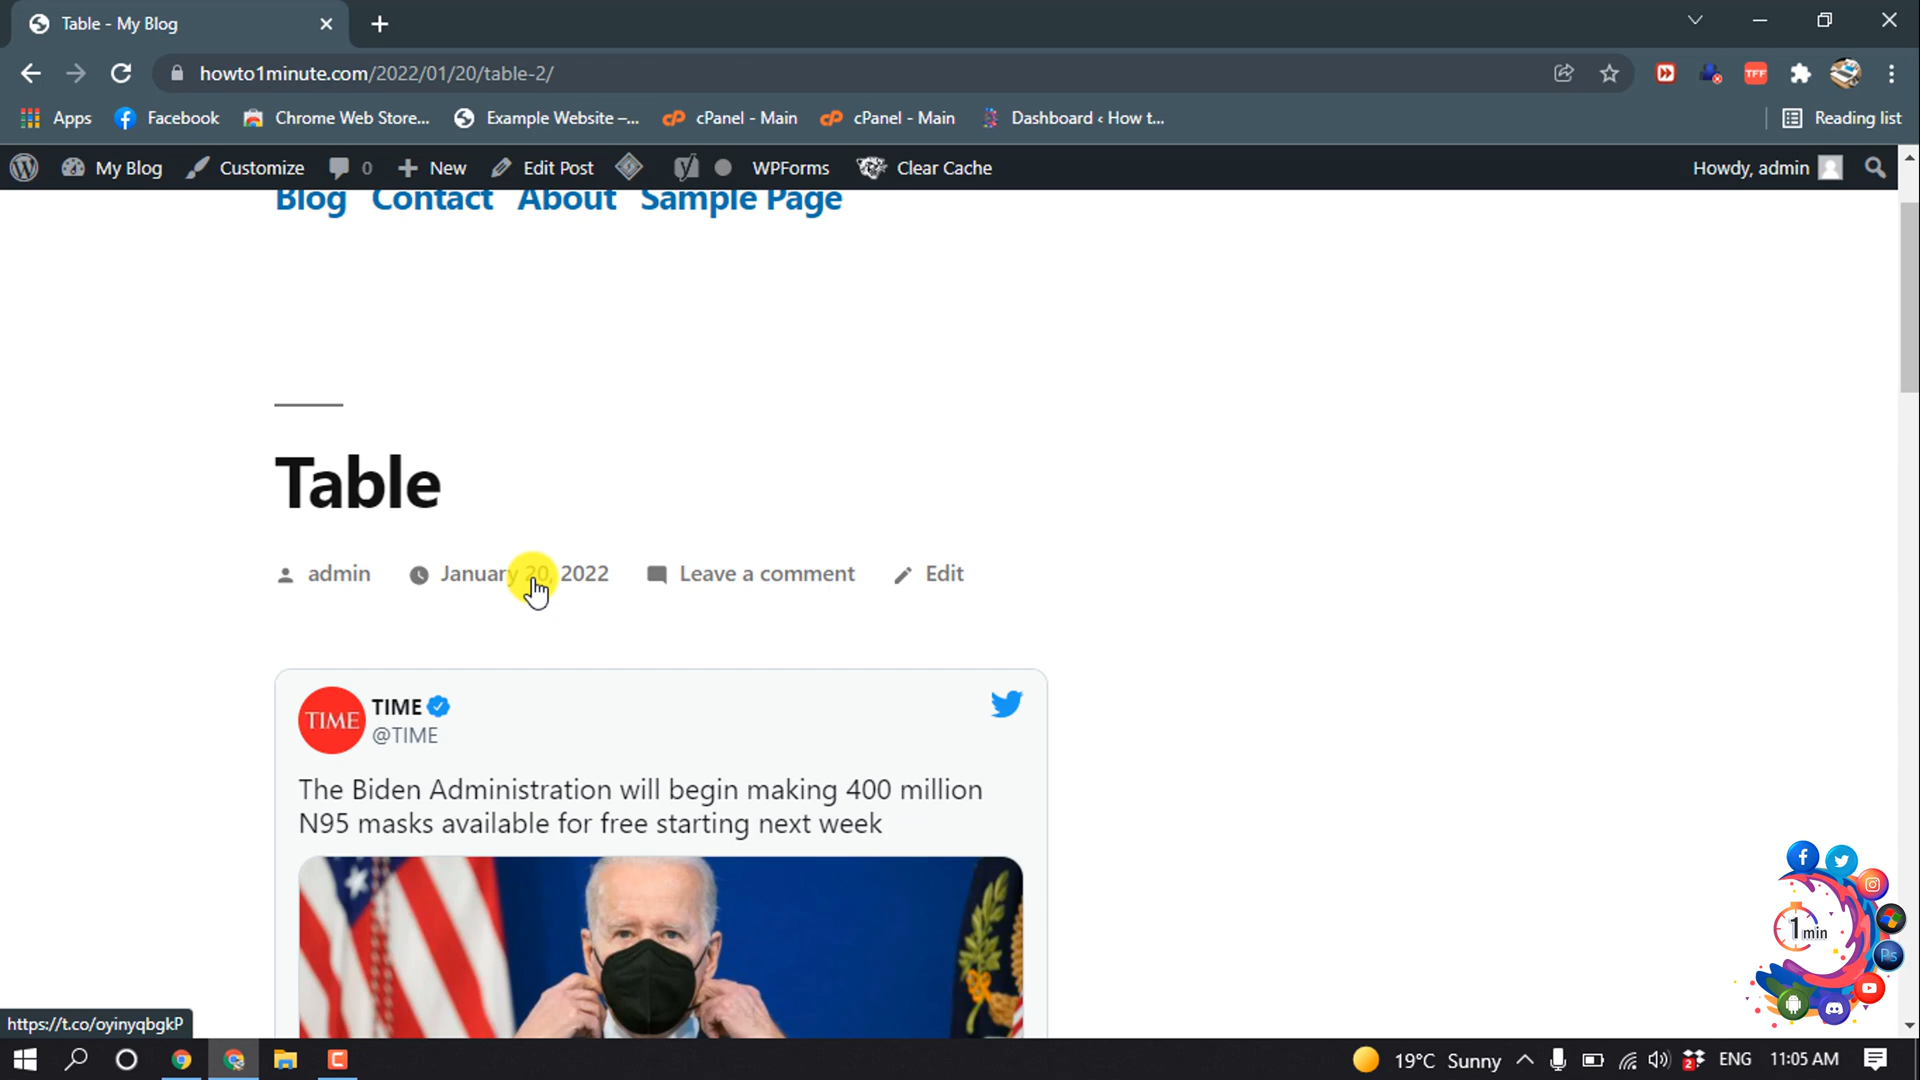 Table - My Blog
howto1minute.com/2022/01/20/table-2/
TFF
Apps Facebook Chrome Web Store... Example Website –... cPanel - Main cPanel - Main Dashboard ‹ How t... Reading list
My Blog Customize 0 New Edit Post WPForms Clear Cache Howdy, admin
Blog Contact About Sample Page
Table
admin January 20, 2022 Leave a comment Edit
TIME
TIME
@TIME
The Biden Administration will begin making 400 million
N95 masks available for free starting next week
1 min
Ps
https://t.co/oyinyqbgkP
19°C Sunny 2 ENG 11:05 AM